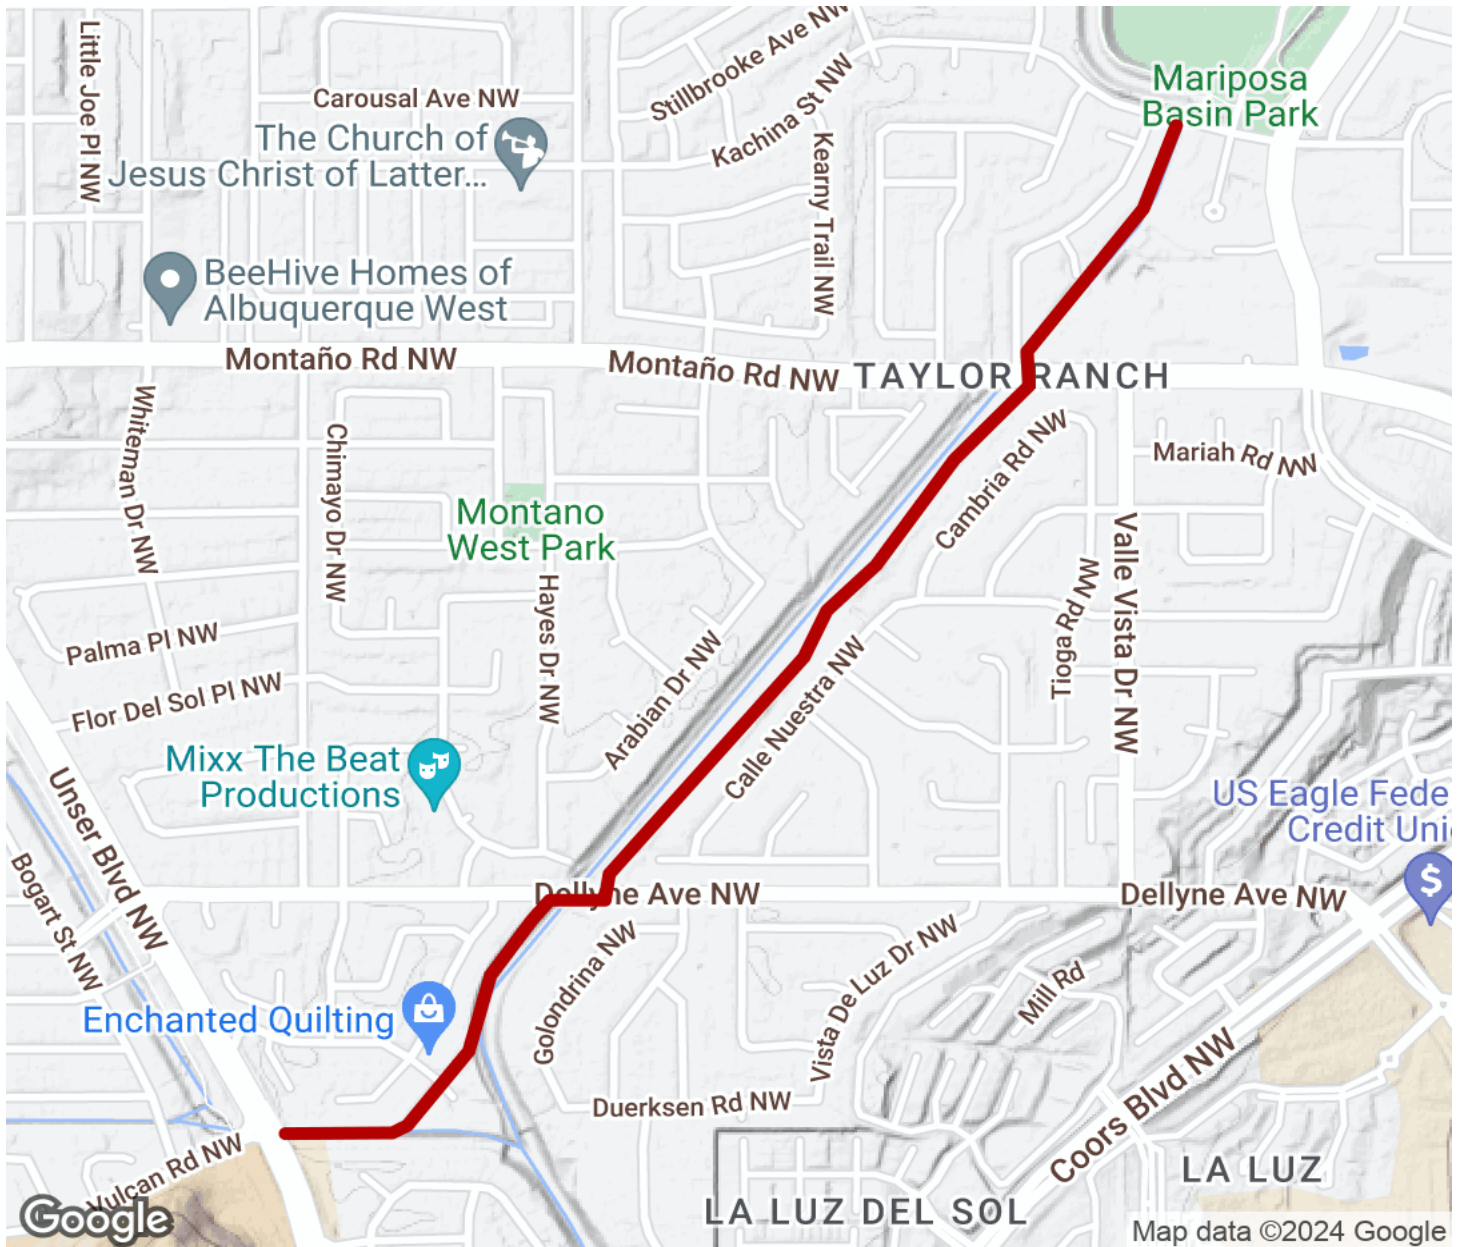 Little Joe Pl NW
Carousal Ave NW
Stillbrooke Ave NW
Kachina St NW
Mariposa
Basin Park
The Church of
Jesus Christ of Latter...
Kearny Trail NW
BeeHive Homes of
Albuquerque West
Montaño Rd NW
Montaño Rd NW
TAYLOR RANCH
Whiteman Dr NW
Chimayo Dr NW
Cambria Rd NW
Mariah Rd NW
Montano
West Park
Hayes Dr NW
Valle Vista Dr NW
Tioga Rd NW
Palma Pl NW
Arabian Dr NW
Calle Nuestra NW
Flor Del Sol Pl NW
Mixx The Beat
Productions
Unser Blvd NW
US Eagle Fede
Credit Uni
$
Bogart St NW
Dellyne Ave NW
Dellyne Ave NW
Golondrina NW
Vista De Luz Dr NW
Mill Rd
Enchanted Quilting
Duerksen Rd NW
Coors Blvd NW
Vulcan Rd NW
LA LUZ
LA LUZ DEL SOL
Google
Map data ©2024 Google